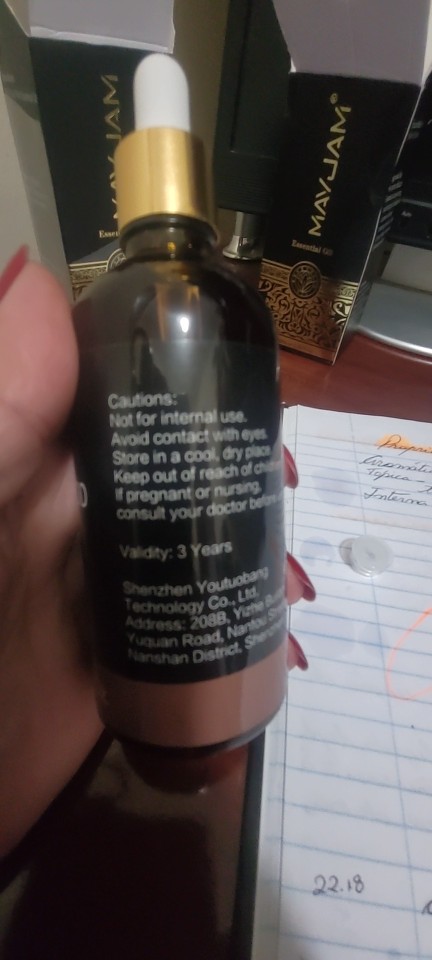 MAYJAM
MAYJAM®
Essential Oil
Cautions:
Not for internal use.
Avoid contact with eyes.
Store in a cool, dry place
Keep out of reach of
If pregnant or nursing,
consult your doctor before
Validity: 3 Years
Shenzhen Youtuobang
Technology Co., Ltd.
Address: 208B, Yizhe
Yuquan Road, Nantou
Nanshan District,
Interna
22.18